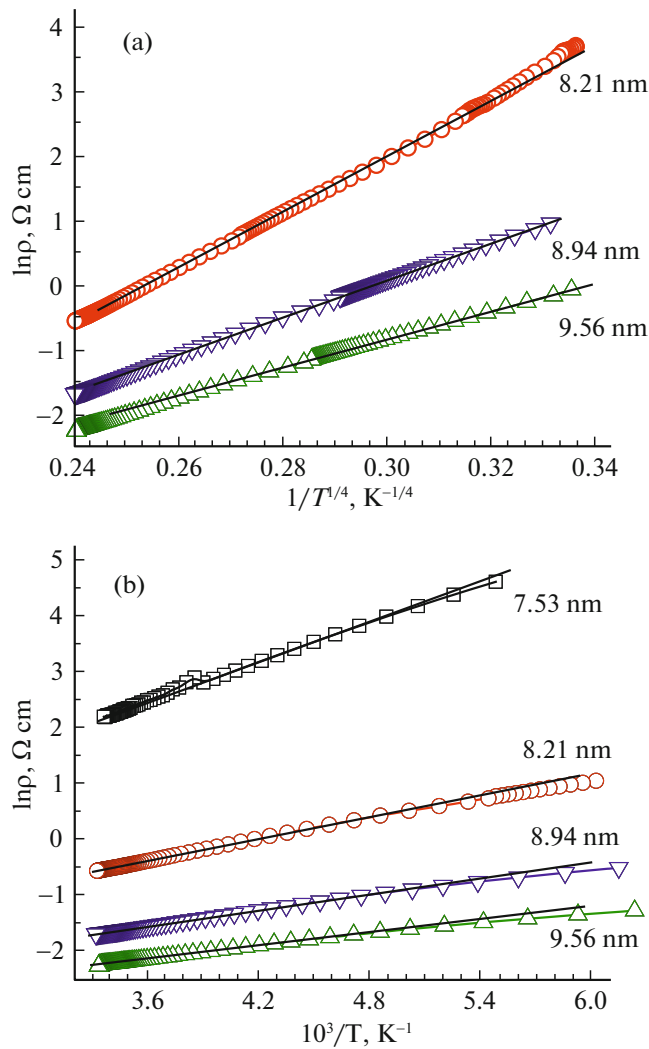 4
(a)
3
8.21 nm
2
1
lnρ, Ω cm
8.94 nm
0
9.56 nm
−1
−2
0.24 0.26 0.28 0.30 0.32 0.34
1/T^{1/4}, K^{−1/4}
5
(b)
7.53 nm
4
3
2
8.21 nm
1
lnρ, Ω cm
0
8.94 nm
−1
−2
9.56 nm
3.6 4.2 4.8 5.4 6.0
10^3/T, K^{−1}